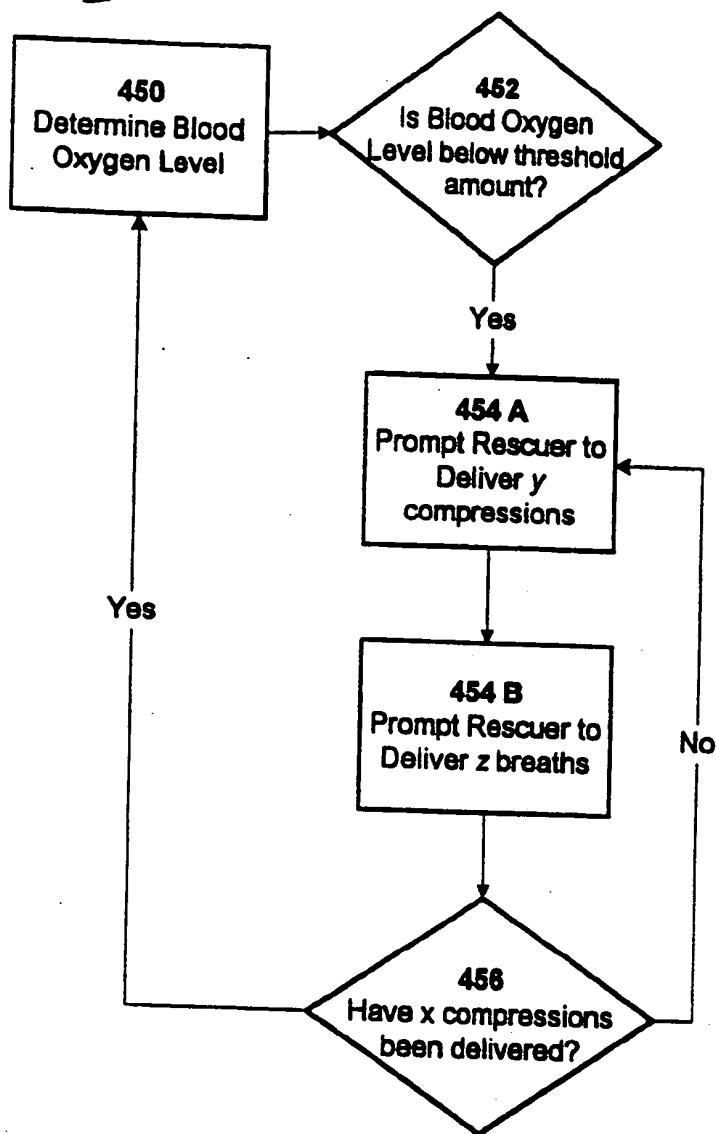 450
Determine Blood
Oxygen Level
452
Is Blood Oxygen
Level below threshold
amount?
Yes
454 A
Prompt Rescuer to
Deliver y
compressions
Yes
454 B
Prompt Rescuer to
Deliver z breaths
No
456
Have x compressions
been delivered?